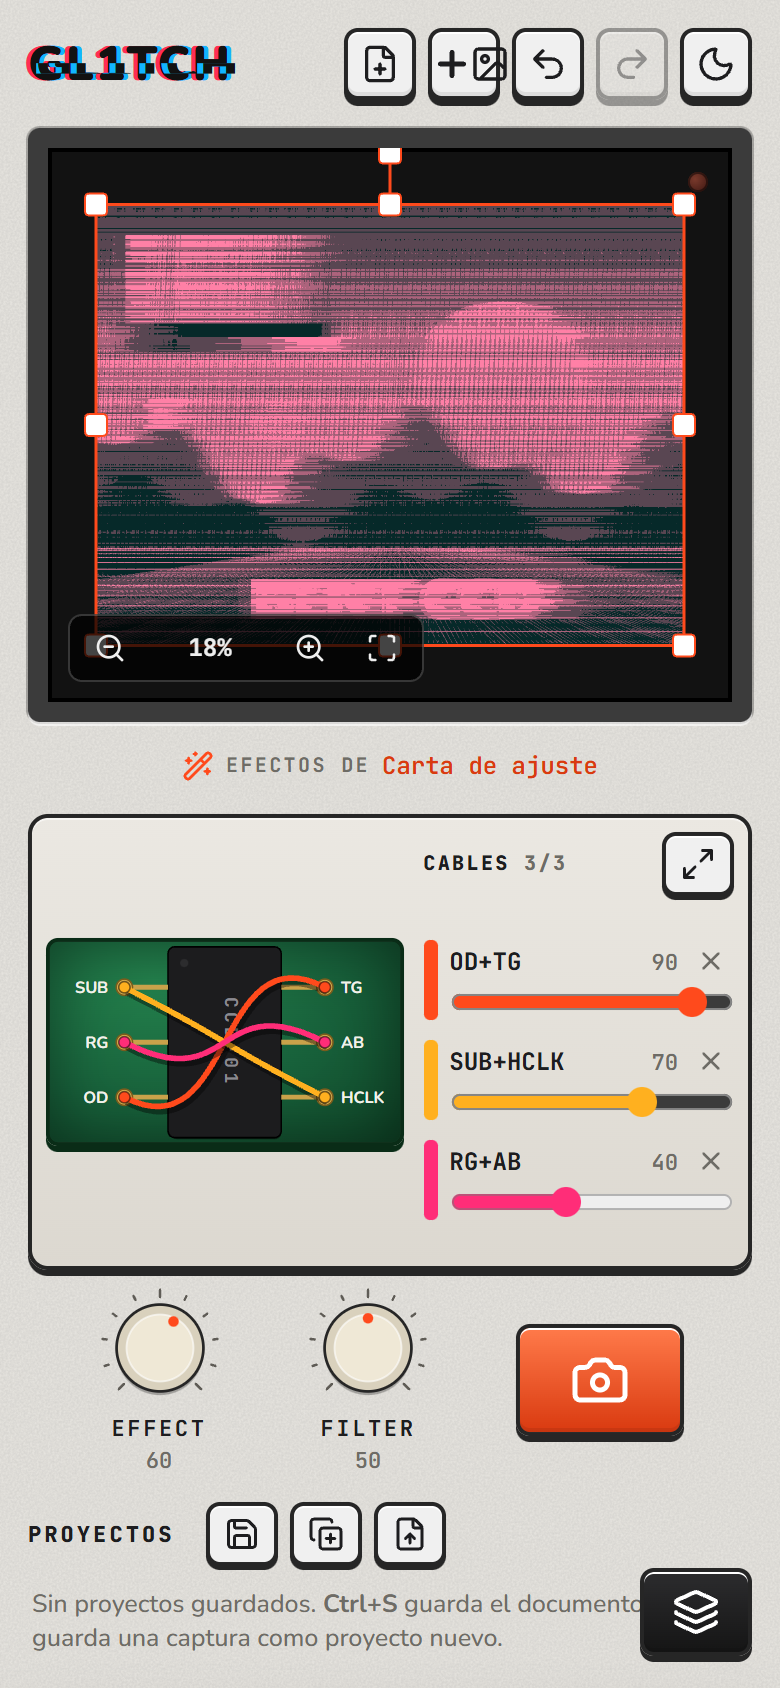 GL1TCH
18%
EFECTOS DE Carta de ajuste
CABLES 3/3
SUB
RG
OD
TG
AB
HCLK
OD+TG 90
SUB+HCLK 70
RG+AB 40
EFFECT
60
FILTER
50
PROYECTOS
Sin proyectos guardados. Ctrl+S guarda el documento
guarda una captura como proyecto nuevo.